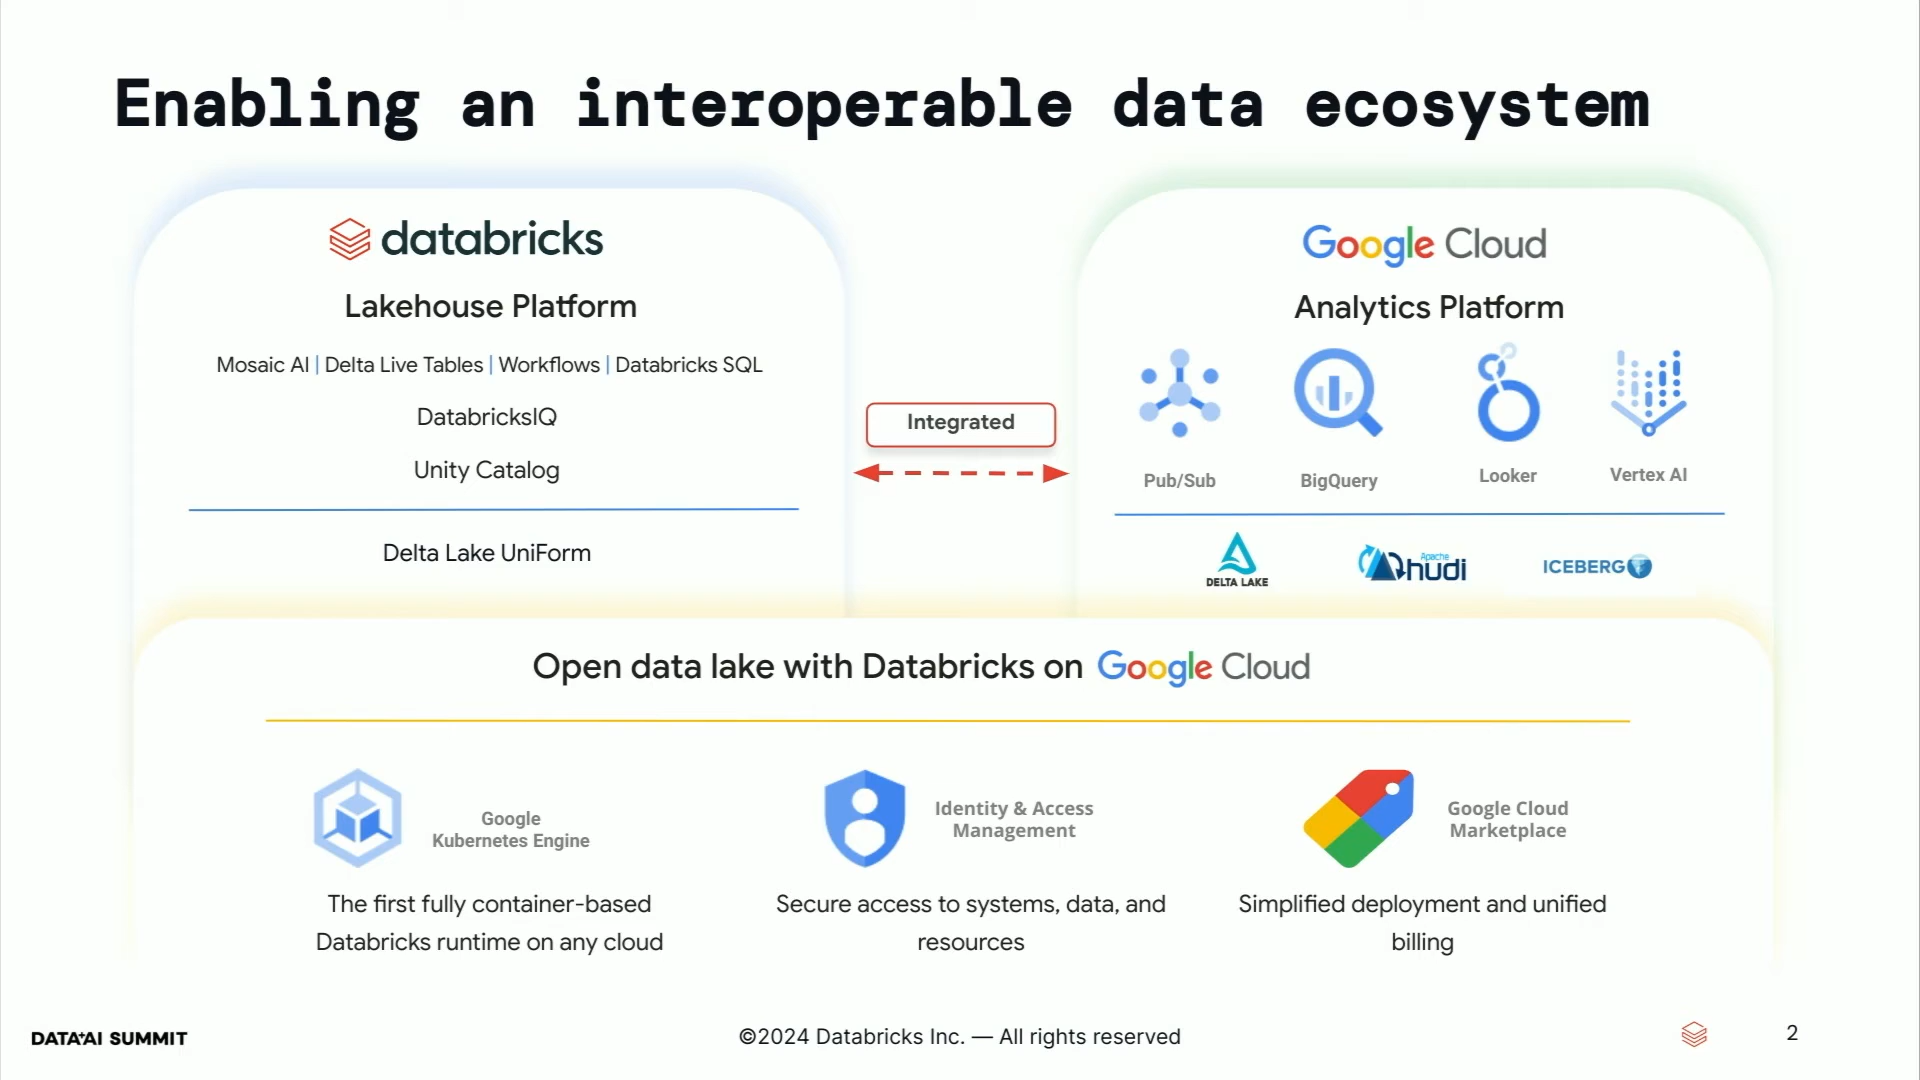 Enabling an interoperable data ecosystem
databricks
Lakehouse Platform
Mosaic AI | Delta Live Tables | Workflows | Databricks SQL
DatabricksIQ
Unity Catalog
Delta Lake UniForm
Integrated
Google Cloud
Analytics Platform
Pub/Sub
BigQuery
Looker
Vertex AI
DELTA LAKE
Apache
hudi
ICEBERG
Open data lake with Databricks on Google Cloud
Google
Kubernetes Engine
The first fully container-based
Databricks runtime on any cloud
Identity & Access
Management
Secure access to systems, data, and
resources
Google Cloud
Marketplace
Simplified deployment and unified
billing
DATA+AI SUMMIT
©2024 Databricks Inc. — All rights reserved
2